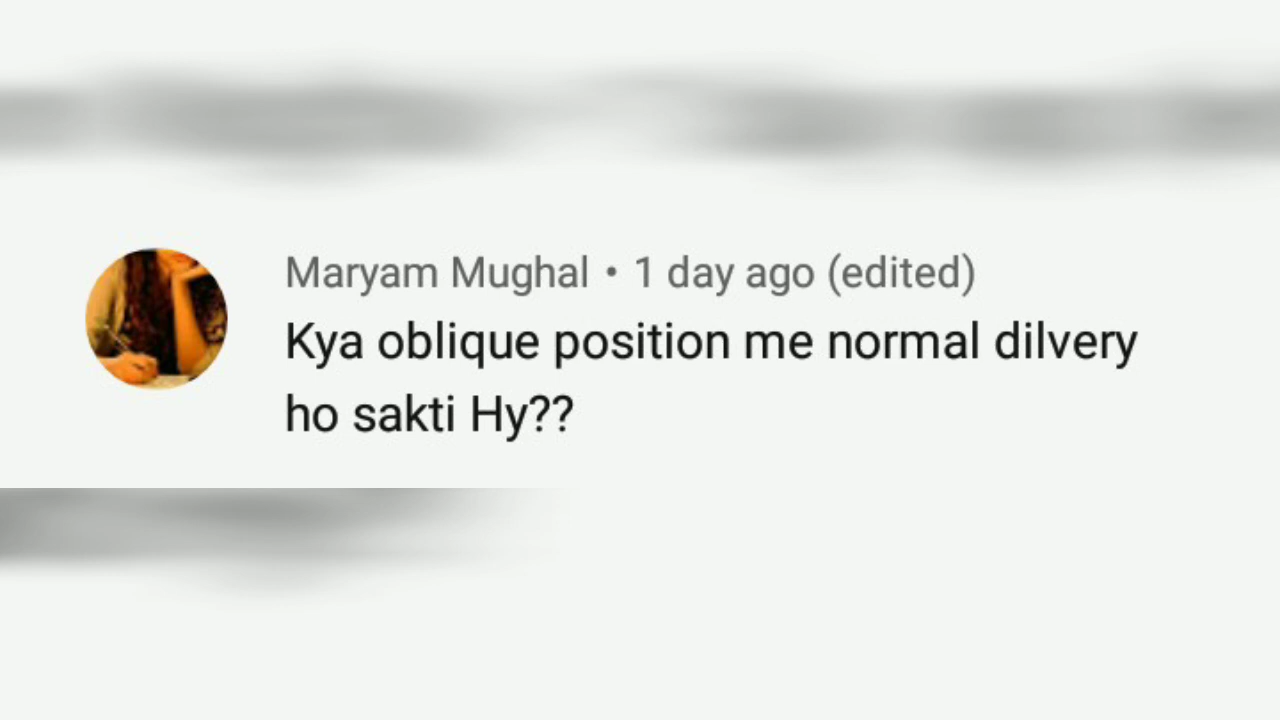 Maryam Mughal • 1 day ago (edited)
Kya oblique position me normal dilvery
ho sakti Hy??